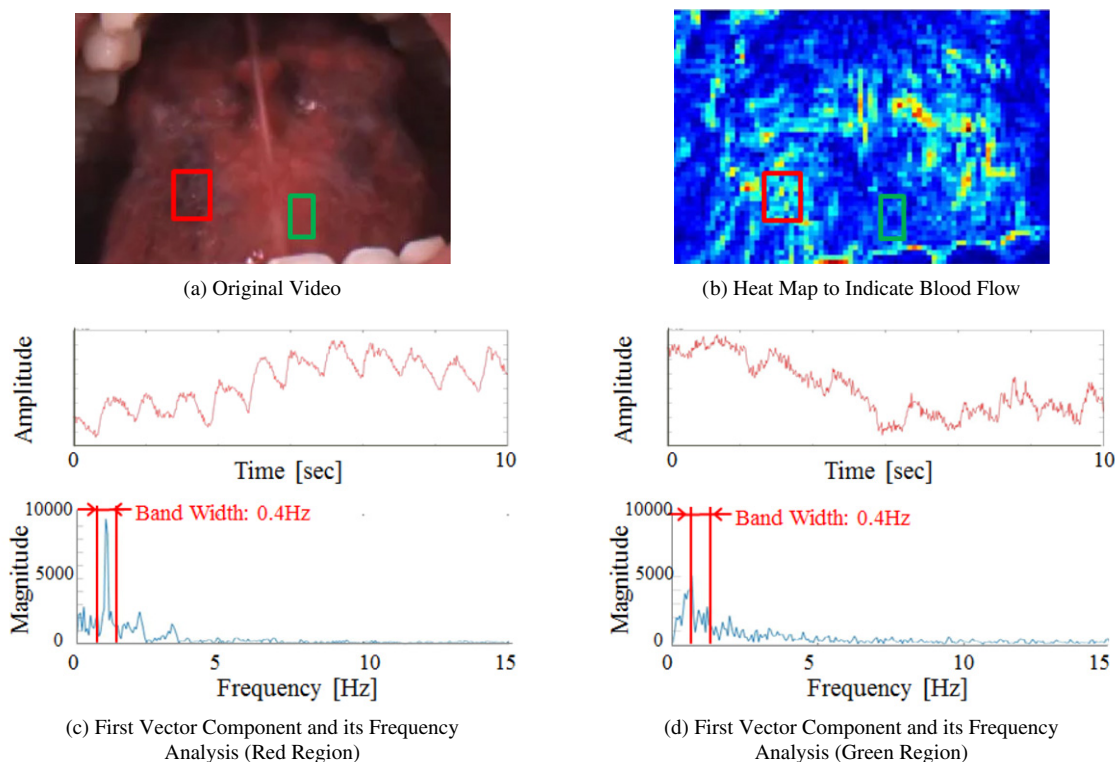 (a) Original Video
(b) Heat Map to Indicate Blood Flow
Amplitude
0
Time [sec]
10
Amplitude
0
Time [sec]
10
10000
Band Width: 0.4Hz
5000
Magnitude
0
0
5
10
15
Frequency [Hz]
10000
Band Width: 0.4Hz
5000
Magnitude
0
0
5
10
15
Frequency [Hz]
(c) First Vector Component and its Frequency
Analysis (Red Region)
(d) First Vector Component and its Frequency
Analysis (Green Region)